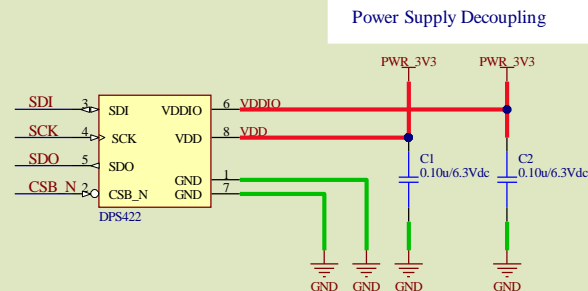 Power Supply Decoupling
PWR_3V3 PWR_3V3
SDI 3 SDI VDDIO 6 VDDIO
SCK 4 SCK VDD 8 VDD
SDO 5 SDO
GND 1
CSB_N 2 CSB_N GND 7
DPS422
C1
0.10u/6.3Vdc
C2
0.10u/6.3Vdc
GND GND GND GND